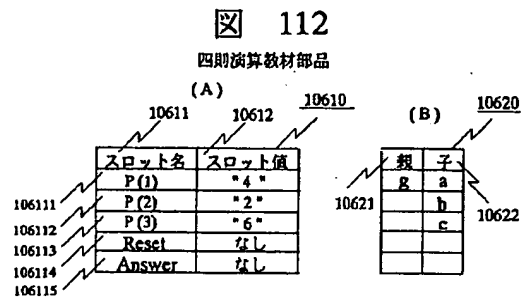 図 112
四則演算教材部品
(A)
10611 10612 10610
スロット名 スロット値
P(1) "4"
P(2) "2"
P(3) "6"
Reset なし
Answer なし
106111
106112
106113
106114
106115
(B)
10620
親 子
g a
b
c
10621
10622